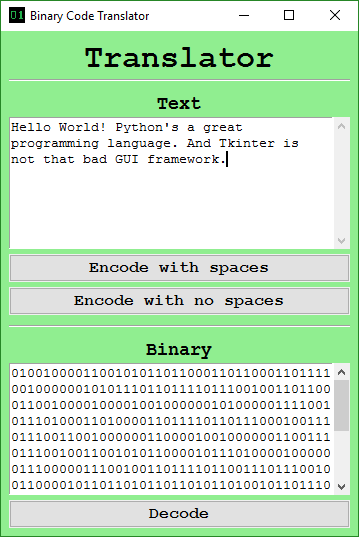 01 Binary Code Translator
Translator
Text
Hello World! Python's a great
programming language. And Tkinter is
not that bad GUI framework.
Encode with spaces
Encode with no spaces
Binary
0100100001100101011011000110110001101111
0010000001010111011011110111001001101100
0110010000100001001000000101000001111001
0111010001101000011011110110111000100111
0111001100100000011000010010000001100111
0111001001100101011000010111010000100000
0111000001110010011011110110011101110010
0110000101101101011011010110100101101110
Decode